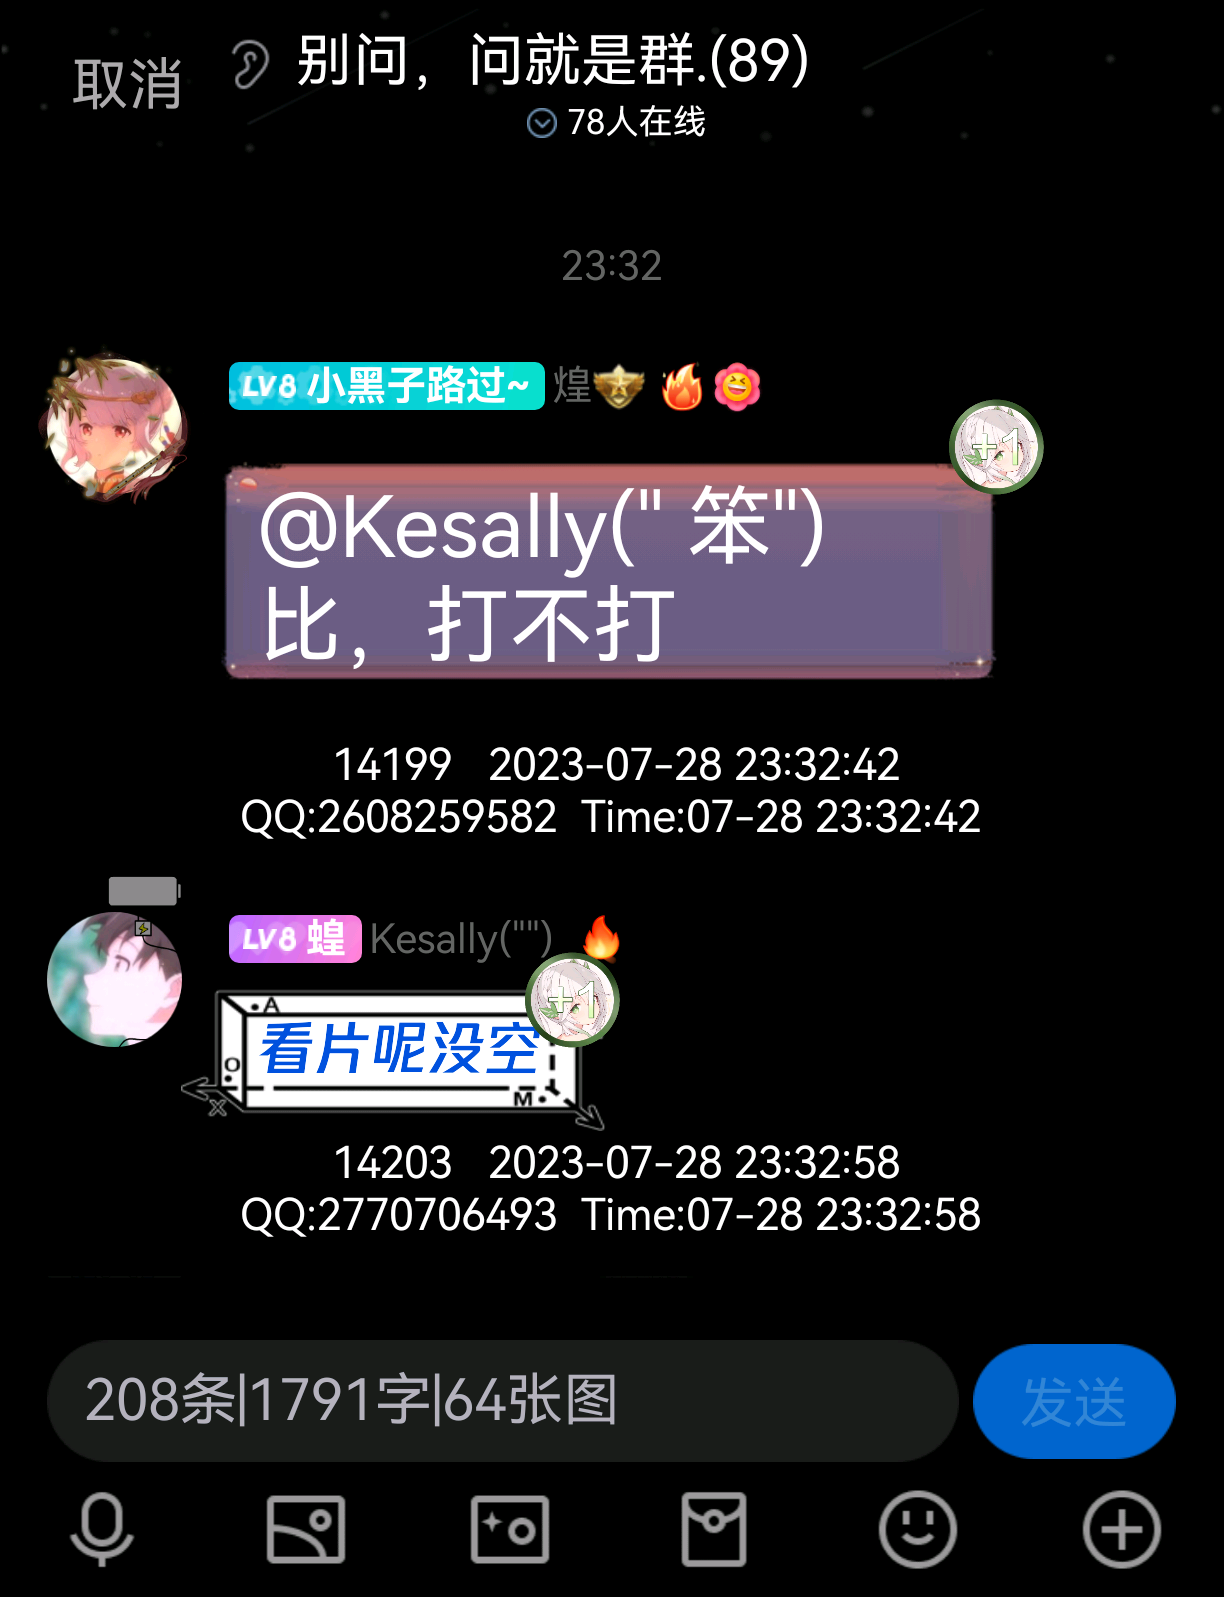 取消
别问，问就是群.(89)
78人在线
23:32
LV8 小黑子路过~ 煌
+1
@Kesally(" 笨")
比，打不打
14199 2023-07-28 23:32:42
QQ:2608259582 Time:07-28 23:32:42
LV8 蝗 Kesally("")
+1
A
看片呢没空
O
M
X
14203 2023-07-28 23:32:58
QQ:2770706493 Time:07-28 23:32:58
208条|1791字|64张图
发送